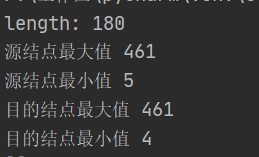 length: 180
源结点最大值 461
源结点最小值 5
目的结点最大值 461
目的结点最小值 4